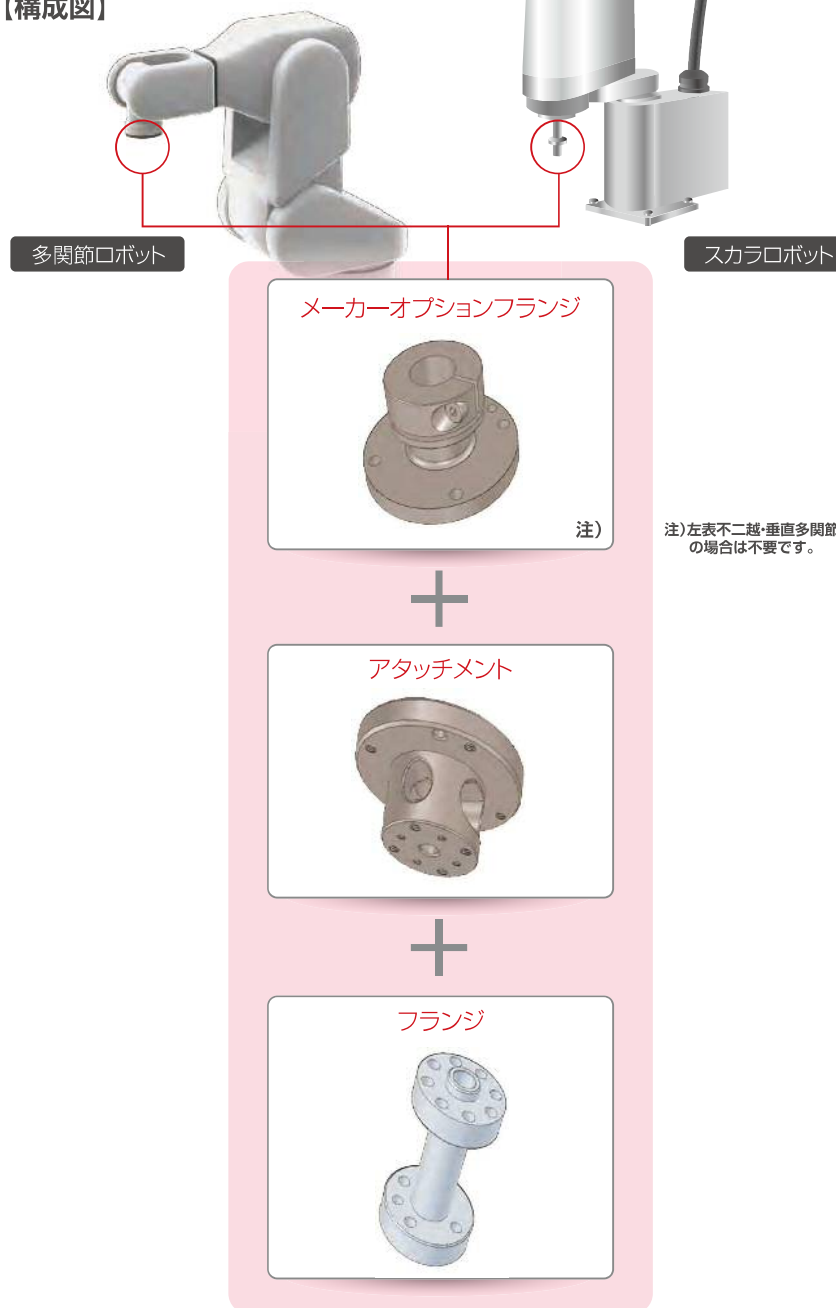 【構成図】
多関節ロボット
スカラロボット
メーカーオプションフランジ
注)
注)左表不二越・垂直多関節
の場合は不要です。
アタッチメント
フランジ